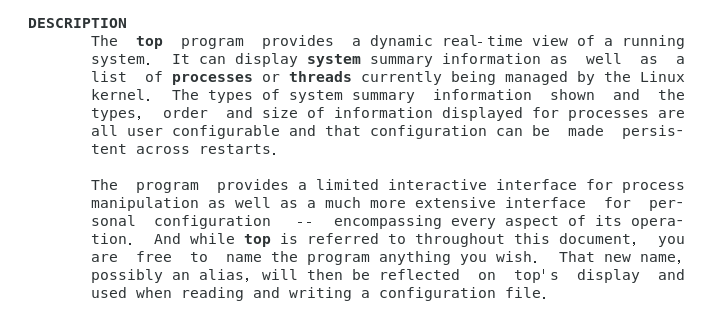 DESCRIPTION
The  top  program  provides  a dynamic real-time view of a running
system.  It can display system summary information as  well  as  a
list  of processes or threads currently being managed by the Linux
kernel.  The types of system summary  information  shown  and  the
types,  order  and size of information displayed for processes are
all user configurable and that configuration can be  made  persis-
tent across restarts.
The  program  provides a limited interactive interface for process
manipulation as well as a much more extensive interface  for  per-
sonal  configuration   --  encompassing every aspect of its opera-
tion.  And while top is referred to throughout this document,  you
are  free  to  name the program anything you wish.  That new name,
possibly an alias, will then be reflected  on  top's  display  and
used when reading and writing a configuration file.